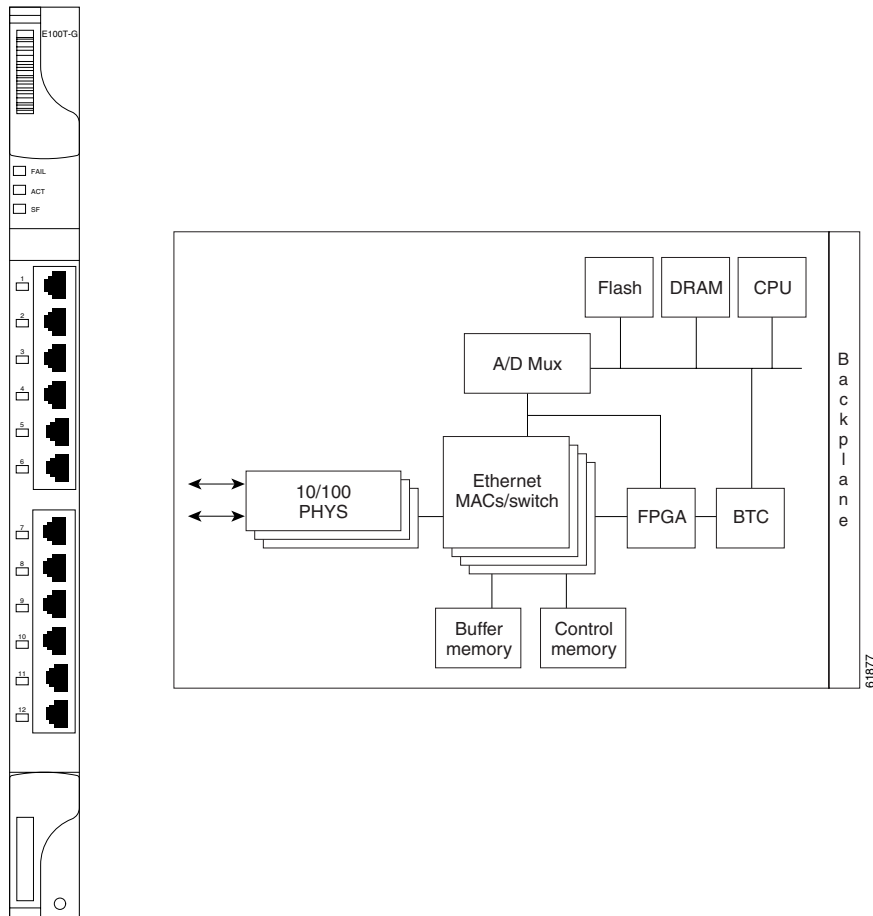 E100T-G
FAIL
ACT
SF
1
2
3
4
5
6
7
8
9
10
11
12
Flash
DRAM
CPU
A/D Mux
Ethernet
MACs/switch
10/100
PHYS
FPGA
BTC
Buffer
memory
Control
memory
Backplane
61877